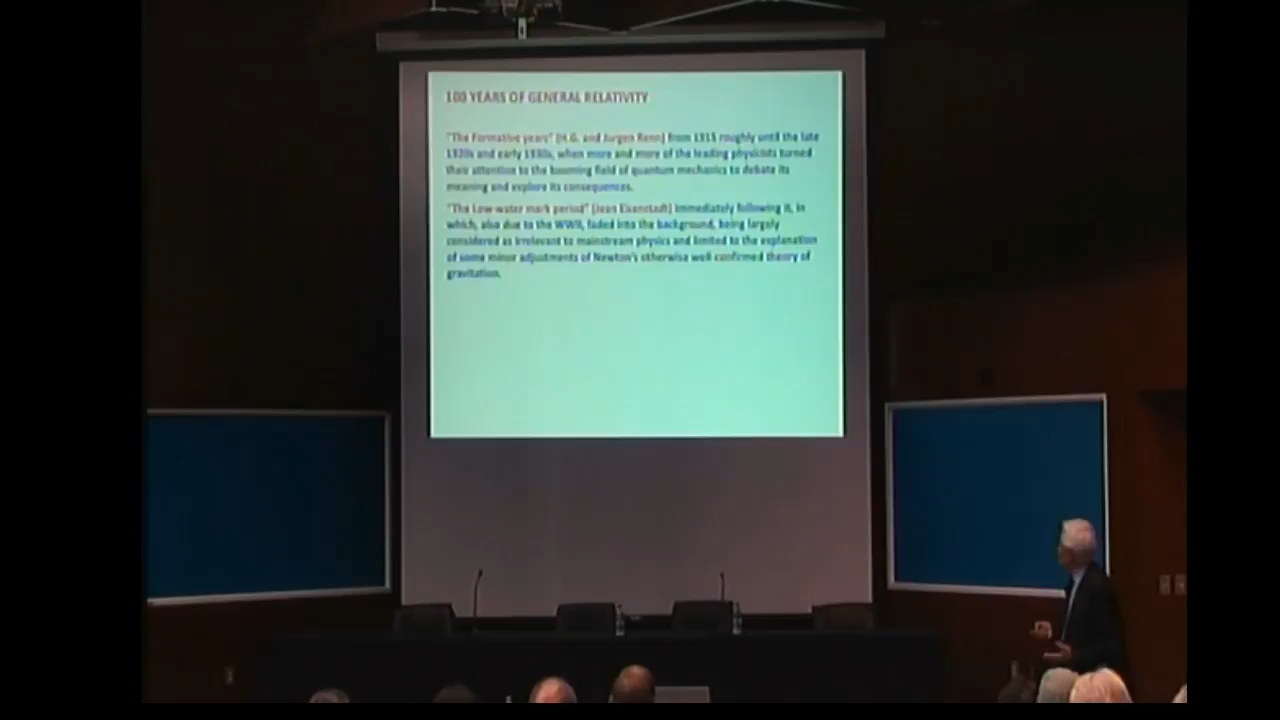 100 YEARS OF GENERAL RELATIVITY
"The Formative years" (H.G. and Jurgen Renn) from 1915 roughly until the late
1920s and early 1930s, when more and more of the leading physicists turned
their attention to the booming field of quantum mechanics to debate its
meaning and explore its consequences.
"The Low-water mark period" (Jean Eisenstadt) immediately following it, in
which, also due to the WWII, faded into the background, being largely
considered as irrelevant to mainstream physics and limited to the explanation
of some minor adjustments of Newton's otherwise well-confirmed theory of
gravitation.